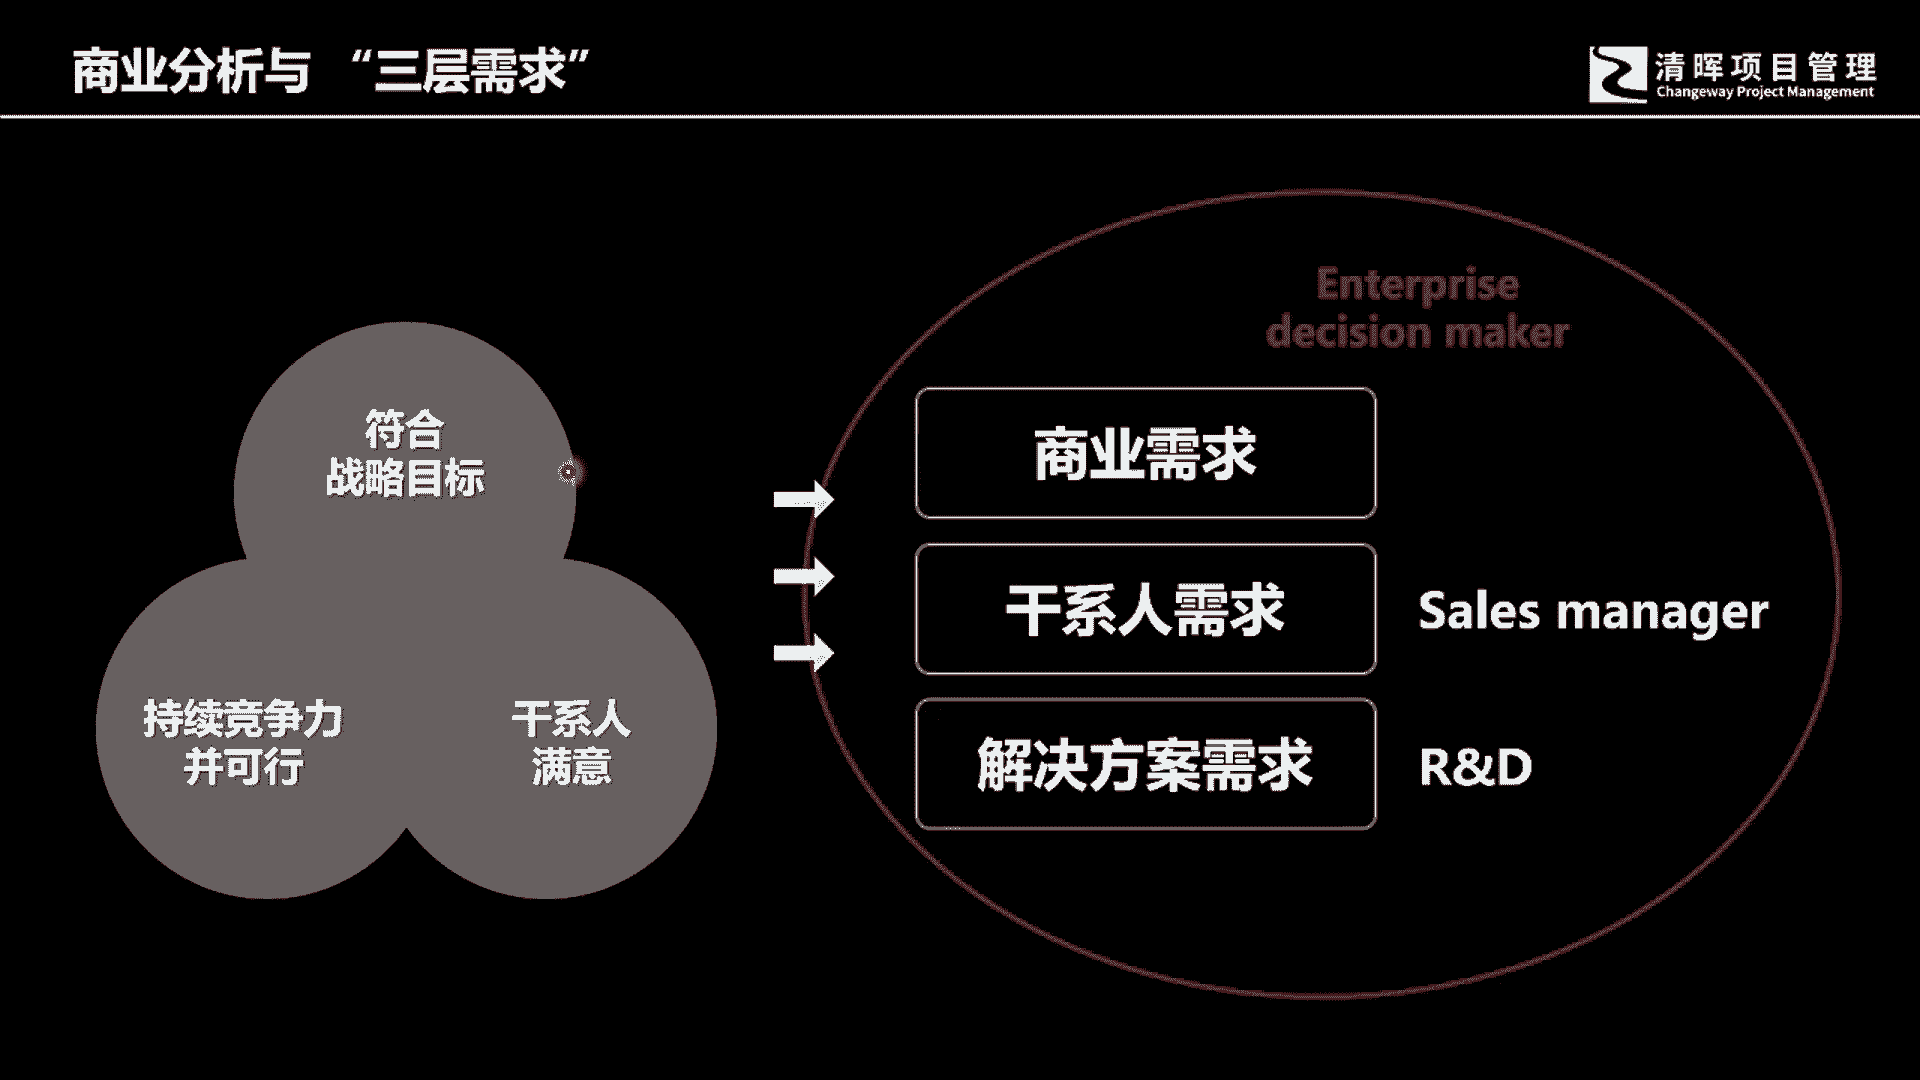 商业分析与 “三层需求”
清晖项目管理
Changeway Project Management
符合
战略目标
持续竞争力
并可行
干系人
满意
Enterprise
decision maker
商业需求
干系人需求
Sales manager
解决方案需求
R&D